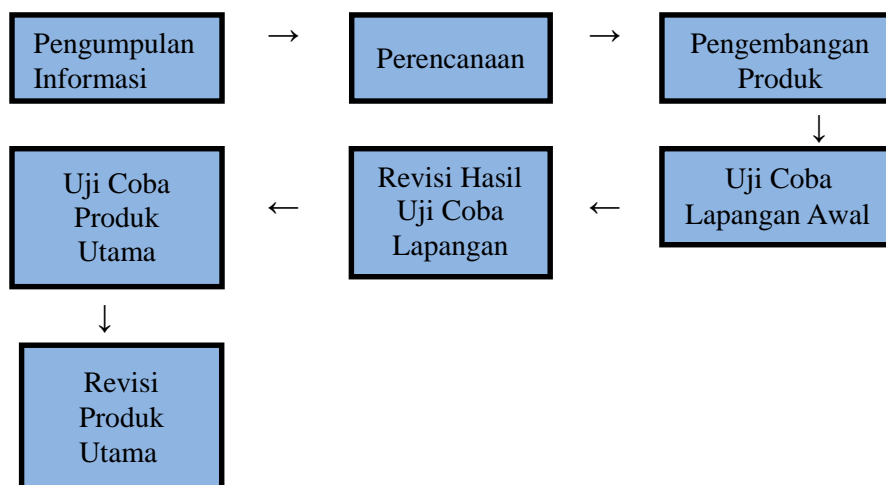 Pengumpulan
Informasi
→
Perencanaan
→
Pengembangan
Produk
↓
Uji Coba
Lapangan Awal
←
Revisi Hasil
Uji Coba
Lapangan
←
Uji Coba
Produk
Utama
↓
Revisi
Produk
Utama